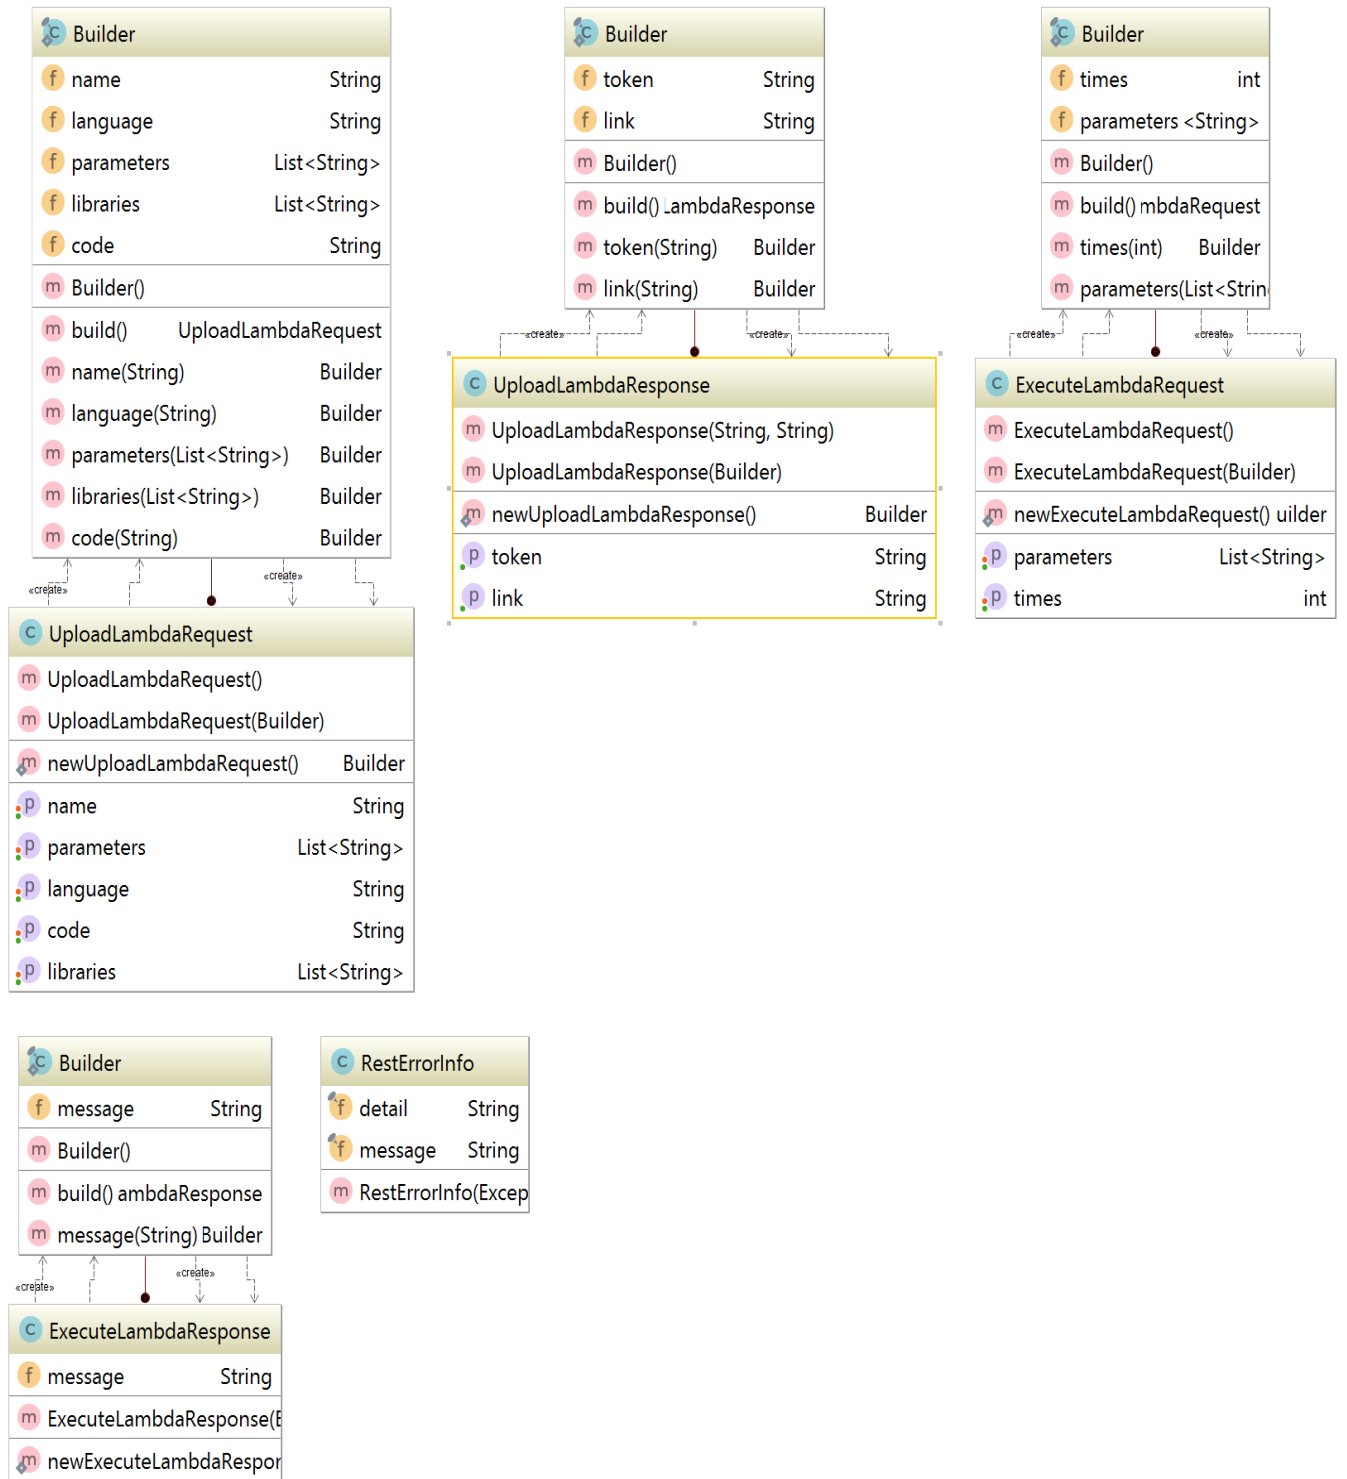 Builder
name String
language String
parameters List<String>
libraries List<String>
code String
Builder()
build() UploadLambdaRequest
name(String) Builder
language(String) Builder
parameters(List<String>) Builder
libraries(List<String>) Builder
code(String) Builder
«create»
«create»
UploadLambdaRequest
UploadLambdaRequest()
UploadLambdaRequest(Builder)
newUploadLambdaRequest() Builder
name String
parameters List<String>
language String
code String
libraries List<String>
Builder
token String
link String
Builder()
build() LambdaResponse
token(String) Builder
link(String) Builder
«create»
«create»
UploadLambdaResponse
UploadLambdaResponse(String, String)
UploadLambdaResponse(Builder)
newUploadLambdaResponse() Builder
token String
link String
Builder
times int
parameters <String>
Builder()
build() mbdaRequest
times(int) Builder
parameters(List<Strin
«create»
«create»
ExecuteLambdaRequest
ExecuteLambdaRequest()
ExecuteLambdaRequest(Builder)
newExecuteLambdaRequest() uilder
parameters List<String>
times int
Builder
message String
Builder()
build() ambdaResponse
message(String) Builder
«create»
«create»
ExecuteLambdaResponse
message String
ExecuteLambdaResponse(B
newExecuteLambdaRespon
RestErrorInfo
detail String
message String
RestErrorInfo(Excep